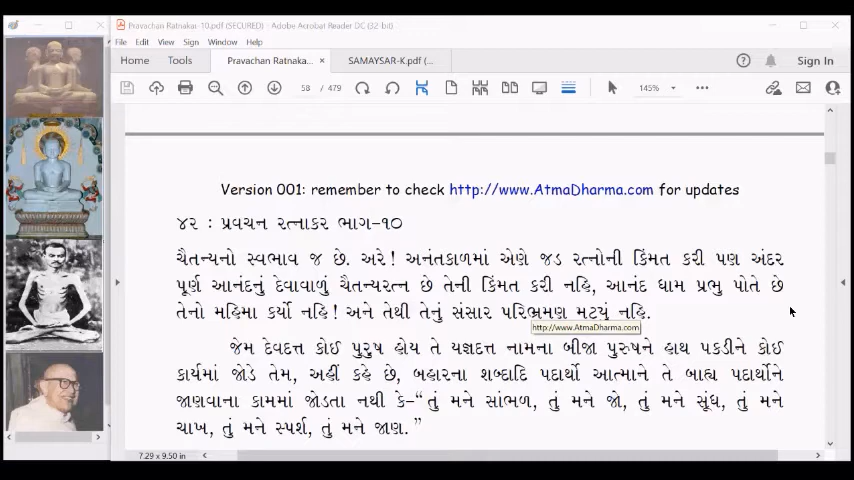 Pravachan Ratnakar-10.pdf (SECURED) - Adobe Acrobat Reader DC (32-bit)
File Edit View Sign Window Help
Home Tools Pravachan Ratnaka... × SAMAYSAR-K.pdf (... Sign In
58 / 479 145%
Version 001: remember to check http://www.AtmaDharma.com for updates
૪૨ : પ્રવચન રત્નાકર ભાગ-૧૦
ચૈતન્યનો સ્વભાવ જ છે. અરે! અનંતકાળમાં એણે જડ રત્નોની કિંમત કરી પણ અંદર
પૂર્ણ આનંદનું દેવાવાળું ચૈતન્યરત્ન છે તેની કિંમત કરી નહિ, આનંદ ધામ પ્રભુ પોતે છે
તેનો મહિમા કર્યો નહિ! અને તેથી તેનું સંસાર પરિભ્રમણ મટયું નહિ.
http://www.AtmaDharma.com
જેમ દેવદત્ત કોઈ પુરુષ હોય તે યજ્ઞદત્ત નામના બીજા પુરુષને હાથ પકડીને કોઈ
કાર્યમાં જોડે તેમ, અહીં કહે છે, બહારના શબ્દાદિ પદાર્થો આત્માને તે બાહ્ય પદાર્થોને
જાણવાના કામમાં જોડતા નથી કે-“ તું મને સાંભળ, તું મને જો, તું મને સૂંઘ, તું મને
ચાખ, તું મને સ્પર્શ, તું મને જાણ.”
7.29 x 9.50 in